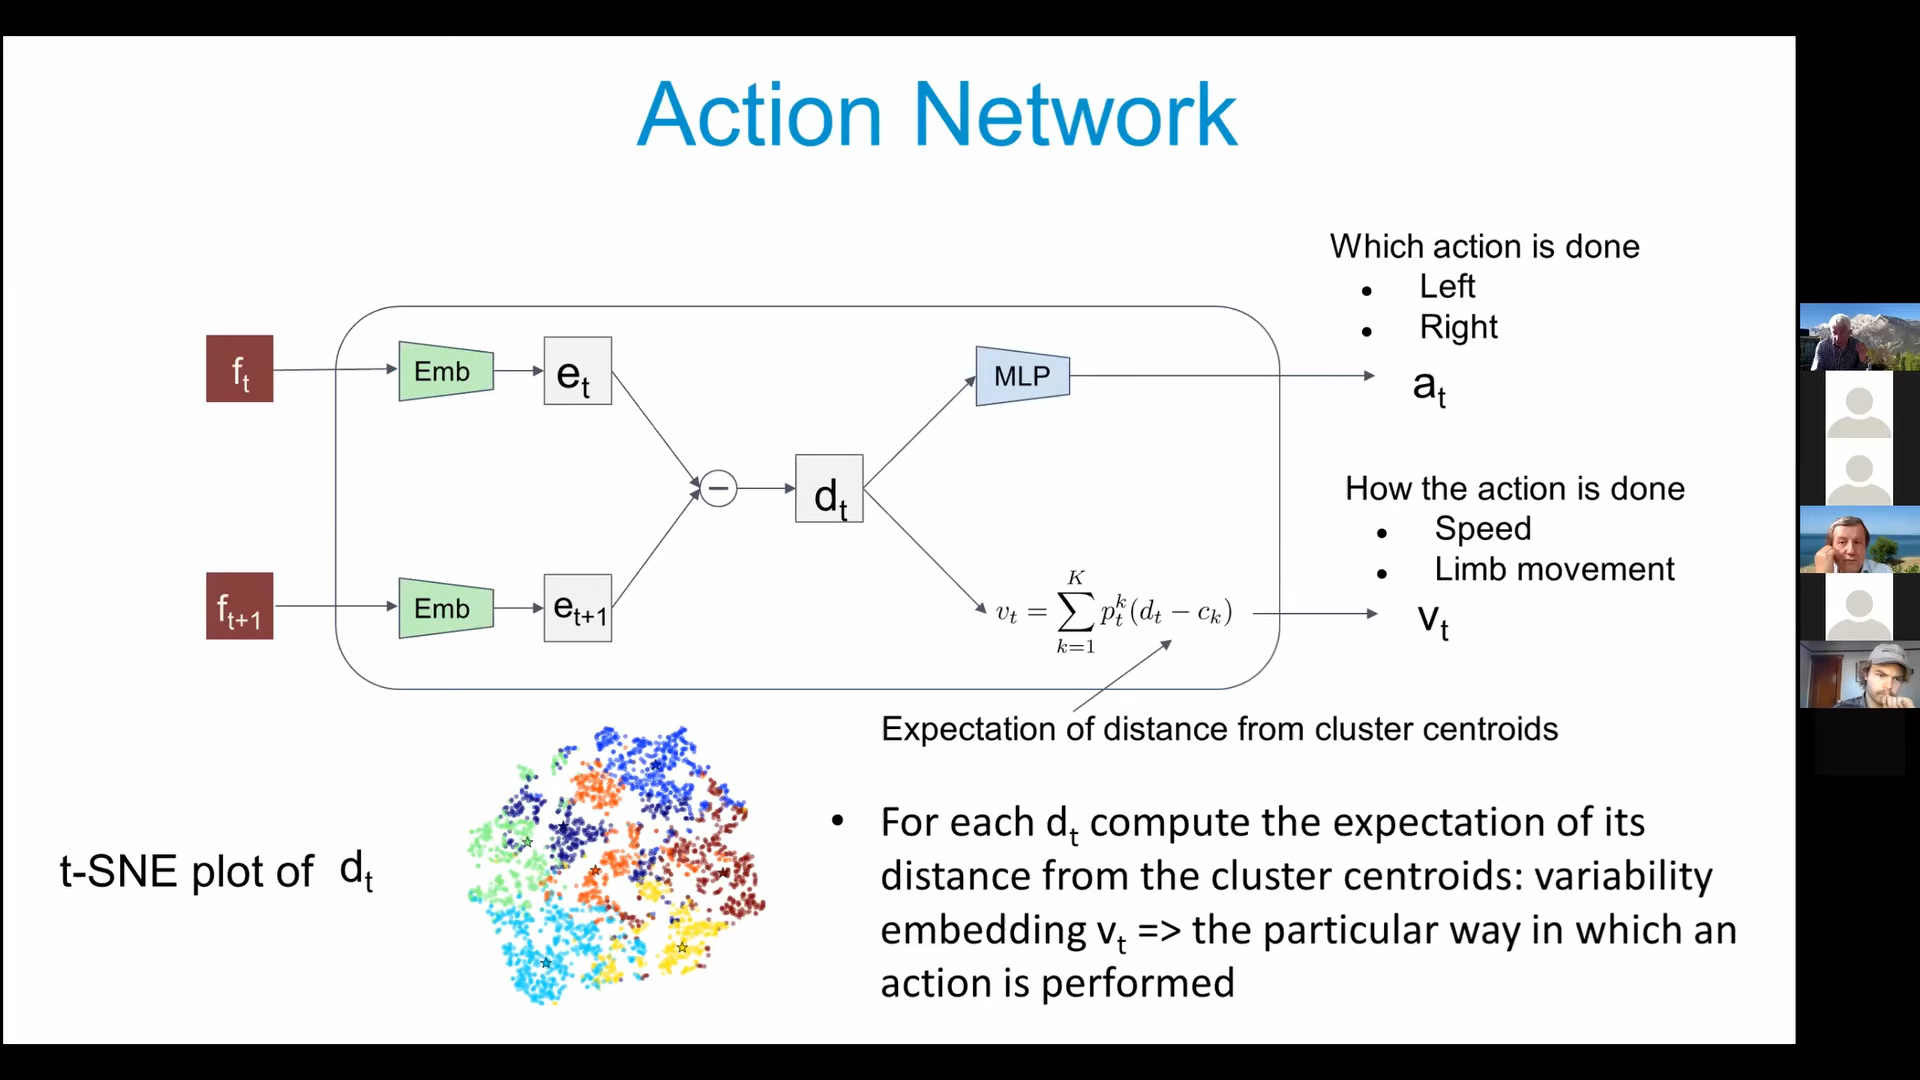 Action Network
Which action is done
• Left
• Right
f_t
Emb
e_t
MLP
a_t
−
d_t
How the action is done
• Speed
• Limb movement
f_{t+1}
Emb
e_{t+1}
v_t = \sum_{k=1}^{K} p_t^k (d_t − c_k)
v_t
Expectation of distance from cluster centroids
t-SNE plot of d_t
• For each d_t compute the expectation of its
distance from the cluster centroids: variability
embedding v_t => the particular way in which an
action is performed